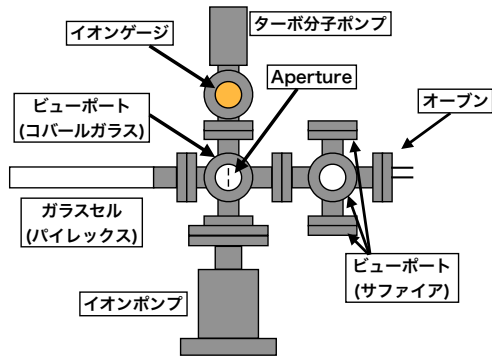 ターボ分子ポンプ
イオンゲージ
Aperture
オーブン
ビューポート
(コバールガラス)
ガラスセル
(パイレックス)
ビューポート
(サファイア)
イオンポンプ